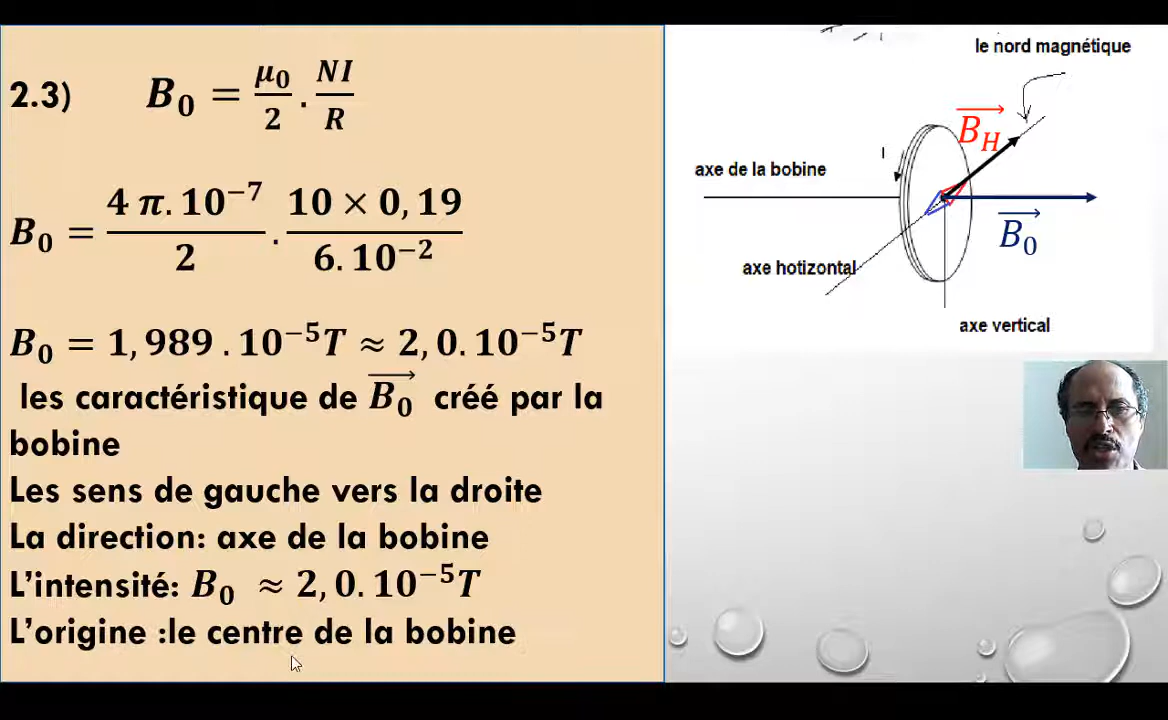 2.3) B₀ = μ₀/2 . NI/R
B₀ = 4 π.10⁻⁷/2 . 10 × 0,19/6.10⁻²
B₀ = 1,989 .10⁻⁵T ≈ 2,0.10⁻⁵T
les caractéristique de B₀⃗ créé par la
bobine
Les sens de gauche vers la droite
La direction: axe de la bobine
L'intensité: B₀ ≈ 2,0.10⁻⁵T
L'origine :le centre de la bobine
le nord magnétique
B_H⃗
I
axe de la bobine
B₀⃗
axe hotizontal
axe vertical